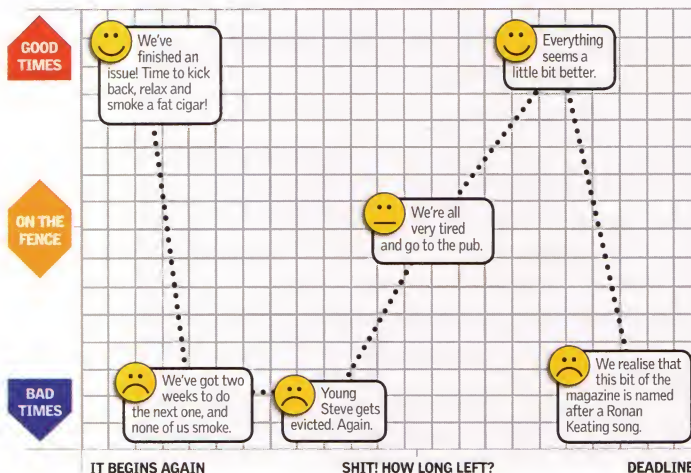 GOOD
TIMES
We've
finished an
issue! Time to kick
back, relax and
smoke a fat cigar!
Everything
seems a
little bit better.
ON THE
FENCE
We're all
very tired
and go to the pub.
BAD
TIMES
We've got two
weeks to do
the next one, and
none of us smoke.
Young
Steve gets
evicted. Again.
We realise that
this bit of the
magazine is named
after a Ronan
Keating song.
IT BEGINS AGAIN
SHIT! HOW LONG LEFT?
DEADLINE